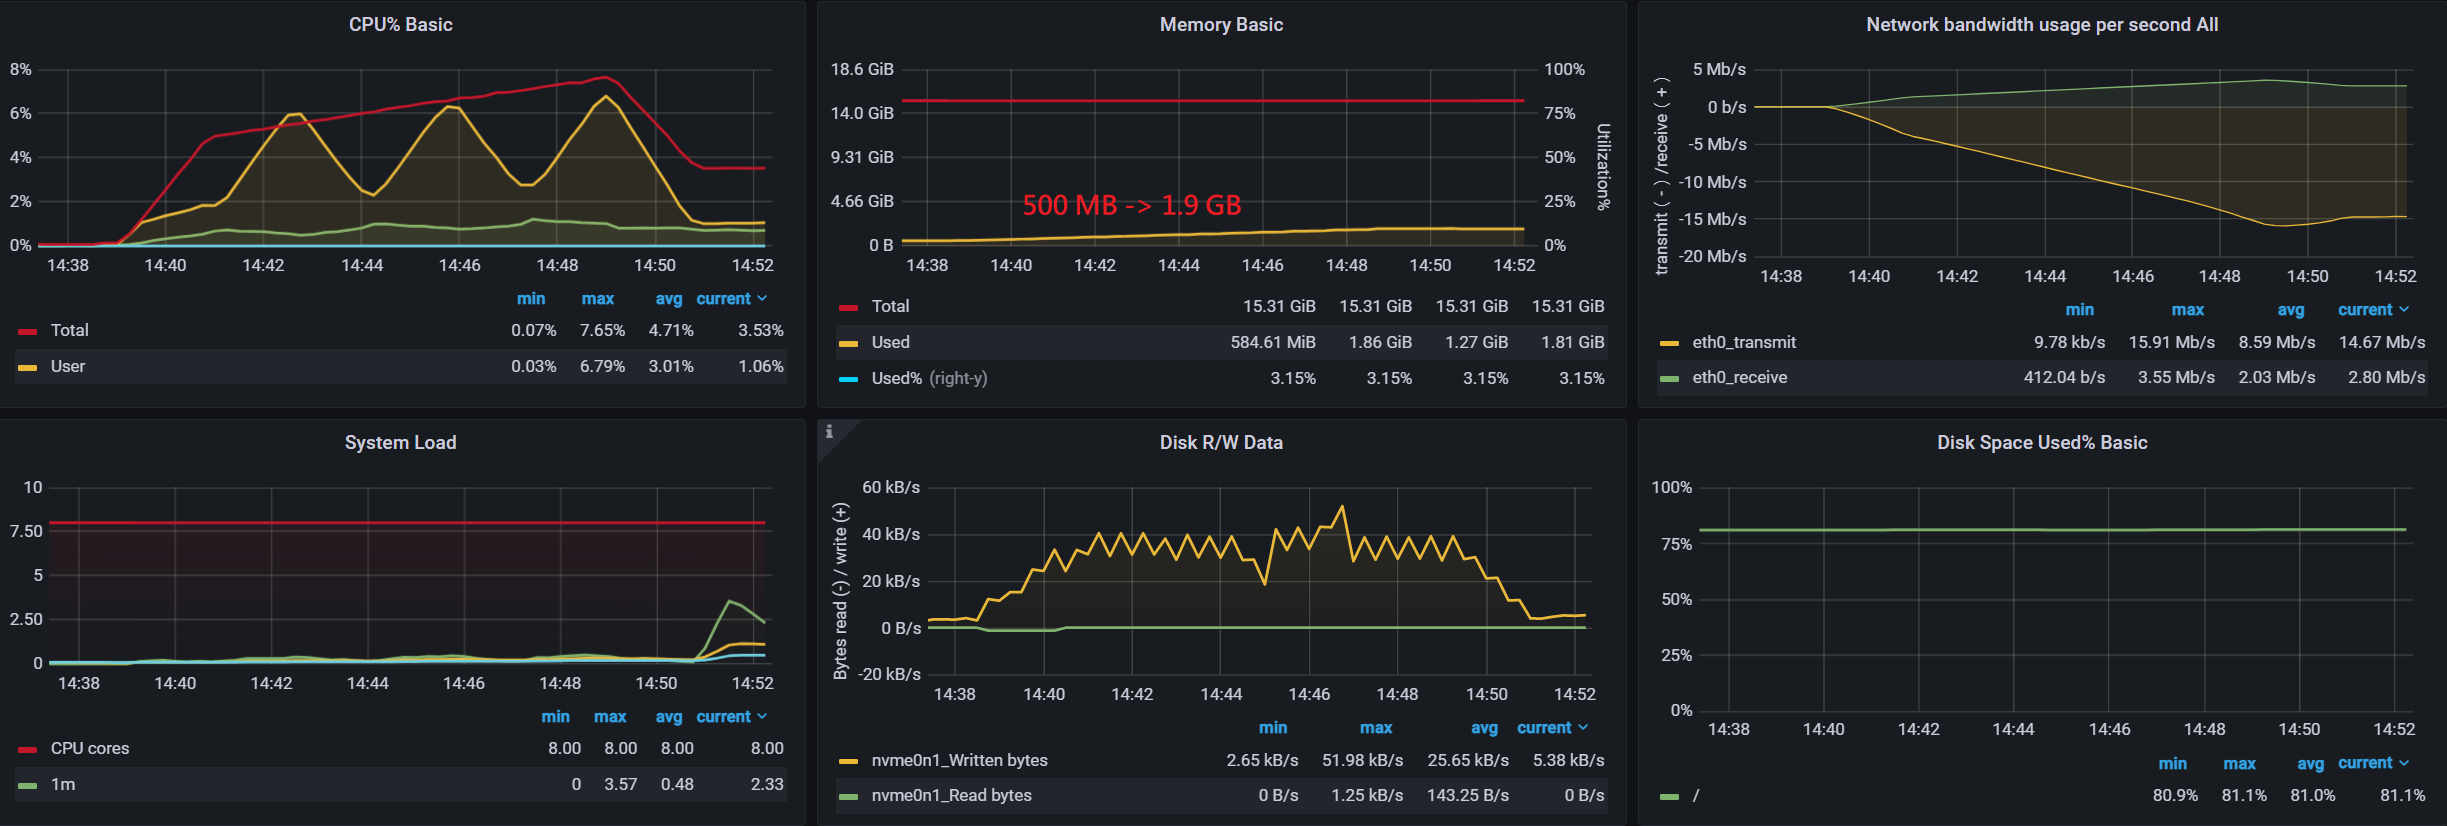 CPU% Basic
8%
6%
4%
2%
0%
14:38 14:40 14:42 14:44 14:46 14:48 14:50 14:52
min max avg current
Total 0.07% 7.65% 4.71% 3.53%
User 0.03% 6.79% 3.01% 1.06%
Memory Basic
18.6 GiB 100%
14.0 GiB 75%
9.31 GiB 50%
4.66 GiB 25%
0 B 0%
Utilization%
500 MB -> 1.9 GB
14:38 14:40 14:42 14:44 14:46 14:48 14:50 14:52
Total 15.31 GiB 15.31 GiB 15.31 GiB 15.31 GiB
Used 584.61 MiB 1.86 GiB 1.27 GiB 1.81 GiB
Used% (right-y) 3.15% 3.15% 3.15% 3.15%
Network bandwidth usage per second All
transmit ( - ) /receive ( + )
5 Mb/s
0 b/s
-5 Mb/s
-10 Mb/s
-15 Mb/s
-20 Mb/s
14:38 14:40 14:42 14:44 14:46 14:48 14:50 14:52
min max avg current
eth0_transmit 9.78 kb/s 15.91 Mb/s 8.59 Mb/s 14.67 Mb/s
eth0_receive 412.04 b/s 3.55 Mb/s 2.03 Mb/s 2.80 Mb/s
System Load
10
7.50
5
2.50
0
14:38 14:40 14:42 14:44 14:46 14:48 14:50 14:52
min max avg current
CPU cores 8.00 8.00 8.00 8.00
1m 0 3.57 0.48 2.33
i
Disk R/W Data
Bytes read (-) / write (+)
60 kB/s
40 kB/s
20 kB/s
0 B/s
-20 kB/s
14:38 14:40 14:42 14:44 14:46 14:48 14:50 14:52
min max avg current
nvme0n1_Written bytes 2.65 kB/s 51.98 kB/s 25.65 kB/s 5.38 kB/s
nvme0n1_Read bytes 0 B/s 1.25 kB/s 143.25 B/s 0 B/s
Disk Space Used% Basic
100%
75%
50%
25%
0%
14:38 14:40 14:42 14:44 14:46 14:48 14:50 14:52
min max avg current
/ 80.9% 81.1% 81.0% 81.1%